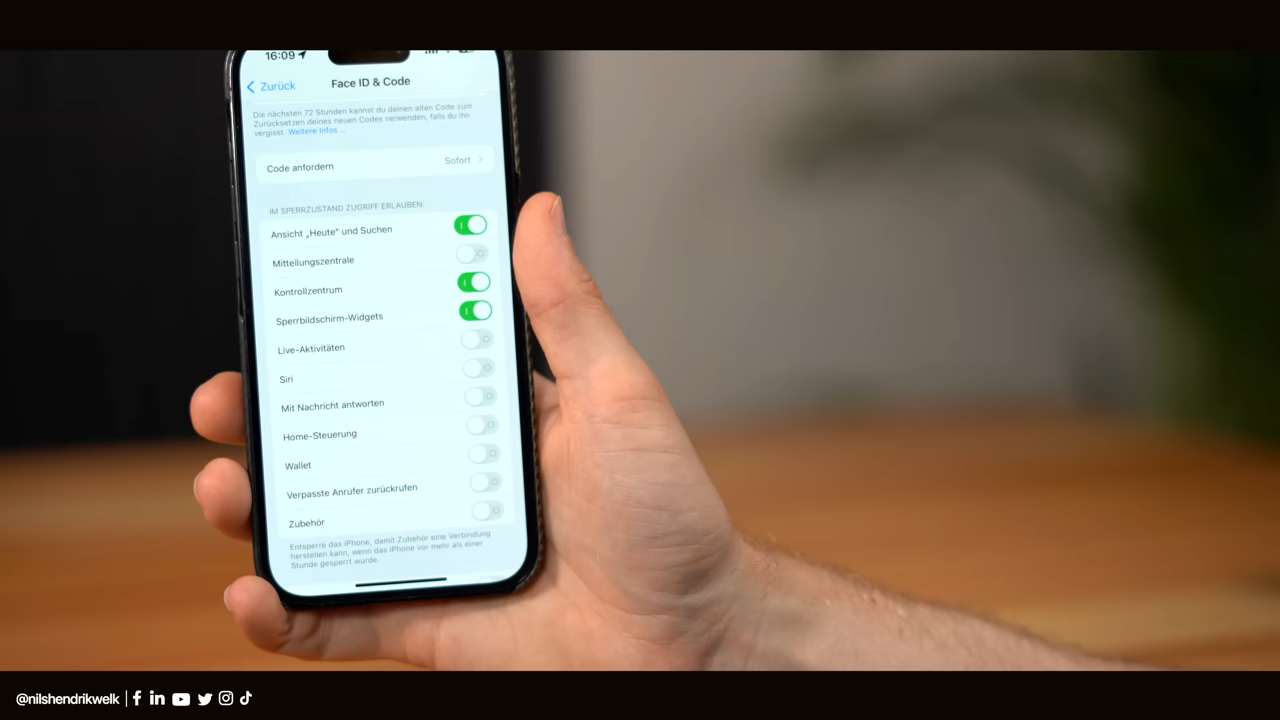 16:09
Zurück
Face ID & Code
Die nächsten 72 Stunden kannst du deinen alten Code zum
Zurücksetzen deines neuen Codes verwenden, falls du ihn
vergisst. Weitere Infos ...
Code anfordern Sofort
IM SPERRZUSTAND ZUGRIFF ERLAUBEN:
Ansicht „Heute“ und Suchen
Mitteilungszentrale
Kontrollzentrum
Sperrbildschirm-Widgets
Live-Aktivitäten
Siri
Mit Nachricht antworten
Home-Steuerung
Wallet
Verpasste Anrufer zurückrufen
Zubehör
Entsperre das iPhone, damit Zubehör eine Verbindung
herstellen kann, wenn das iPhone vor mehr als einer
Stunde gesperrt wurde.
@nilshendrikwelk